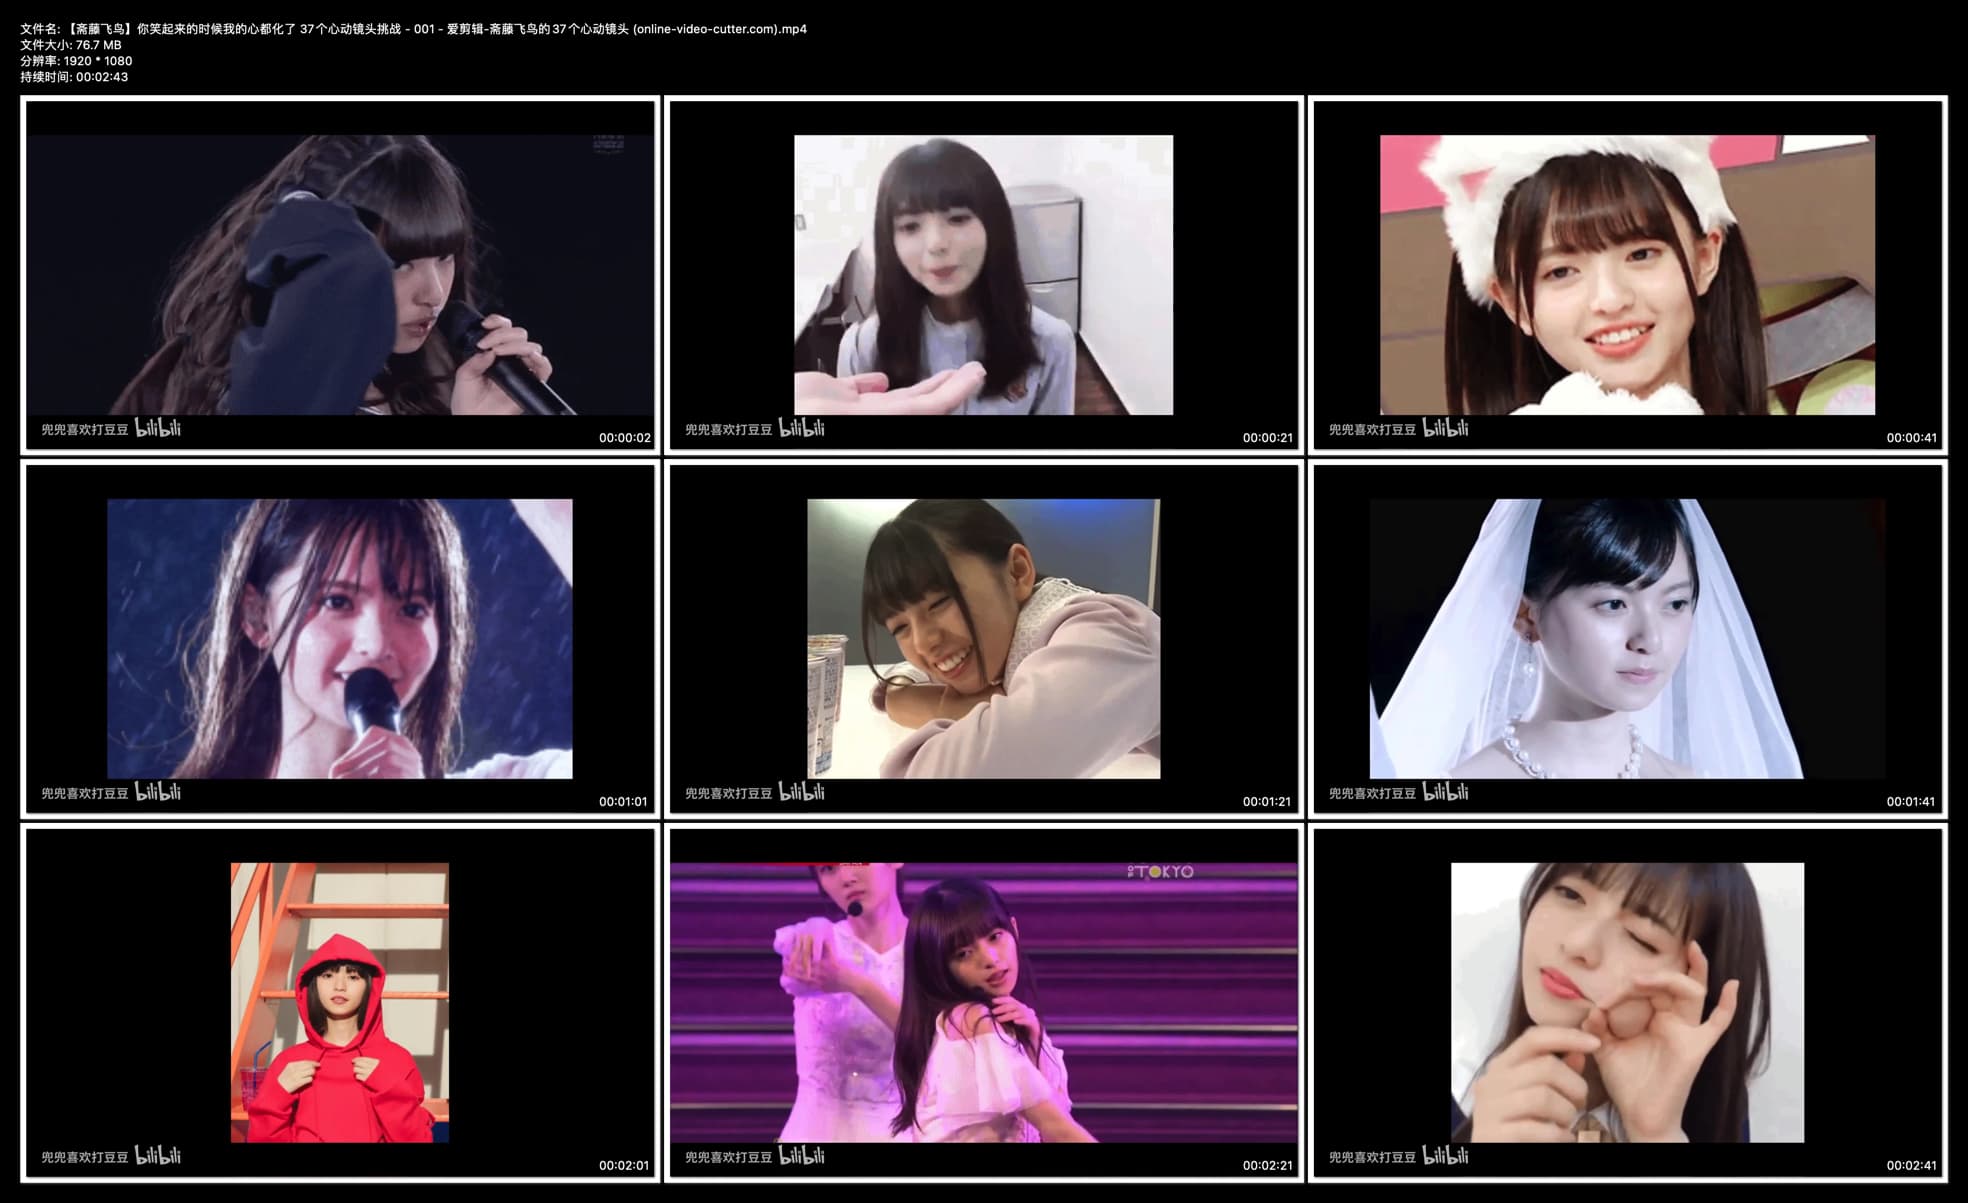 文件名: 【斋藤飞鸟】你笑起来的时候我的心都化了 37个心动镜头挑战 - 001 - 爱剪辑-斋藤飞鸟的37个心动镜头 (online-video-cutter.com).mp4
文件大小: 76.7 MB
分辨率: 1920 * 1080
持续时间: 00:02:43
兜兜喜欢打豆豆 bilibili
00:00:02
兜兜喜欢打豆豆 bilibili
00:00:21
兜兜喜欢打豆豆 bilibili
00:00:41
兜兜喜欢打豆豆 bilibili
00:01:01
兜兜喜欢打豆豆 bilibili
00:01:21
兜兜喜欢打豆豆 bilibili
00:01:41
兜兜喜欢打豆豆 bilibili
00:02:01
TOKYO
兜兜喜欢打豆豆 bilibili
00:02:21
兜兜喜欢打豆豆 bilibili
00:02:41